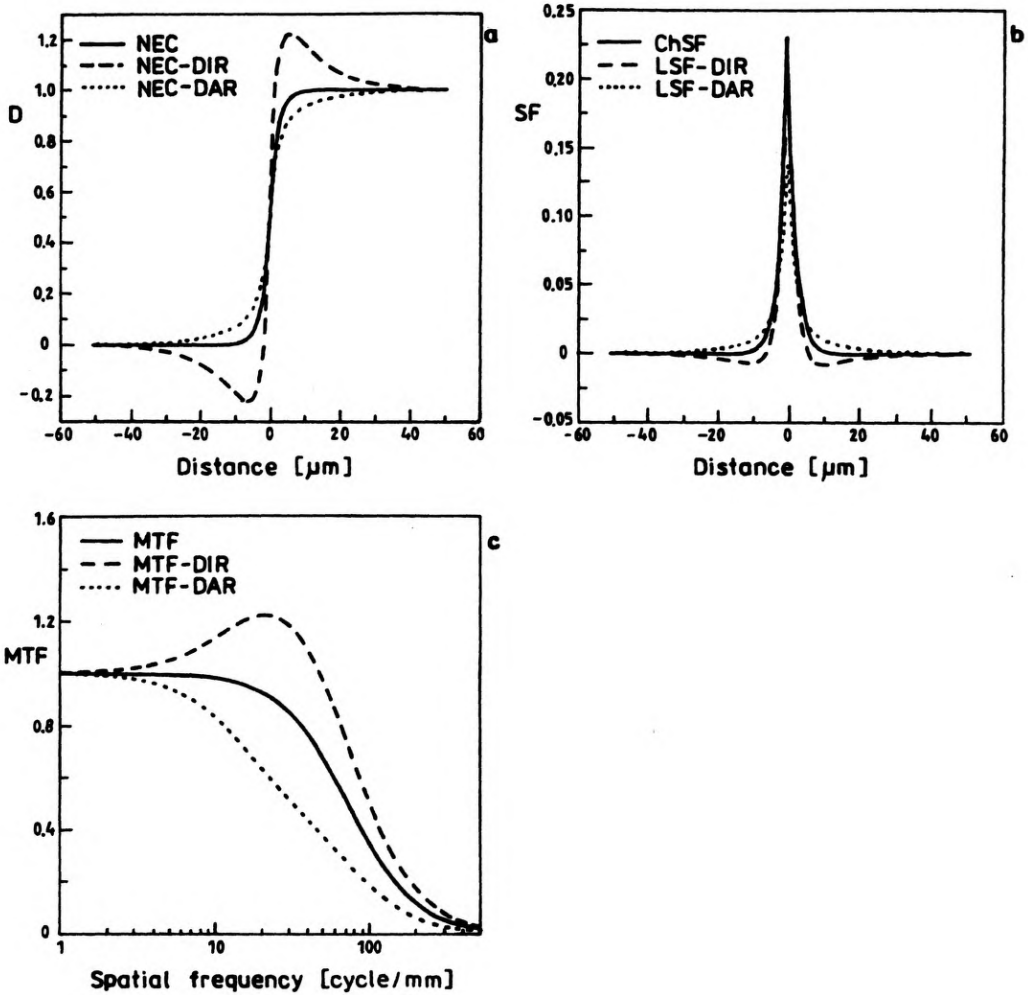 a
NEC
NEC-DIR
NEC-DAR
D
1.2
1.0
0.8
0.6
0.4
0,2
0
-0.2
-60
-40
-20
0
20
40
60
Distance [µm]
b
ChSF
LSF-DIR
LSF-DAR
SF
0.25
0,20
0.15
0.10
0.05
0
-0.05
-60
-40
-20
0
20
40
60
Distance [µm]
c
MTF
MTF-DIR
MTF-DAR
MTF
1.6
1.2
0.8
0.4
0
1
10
100
Spatial frequency [cycle/mm]